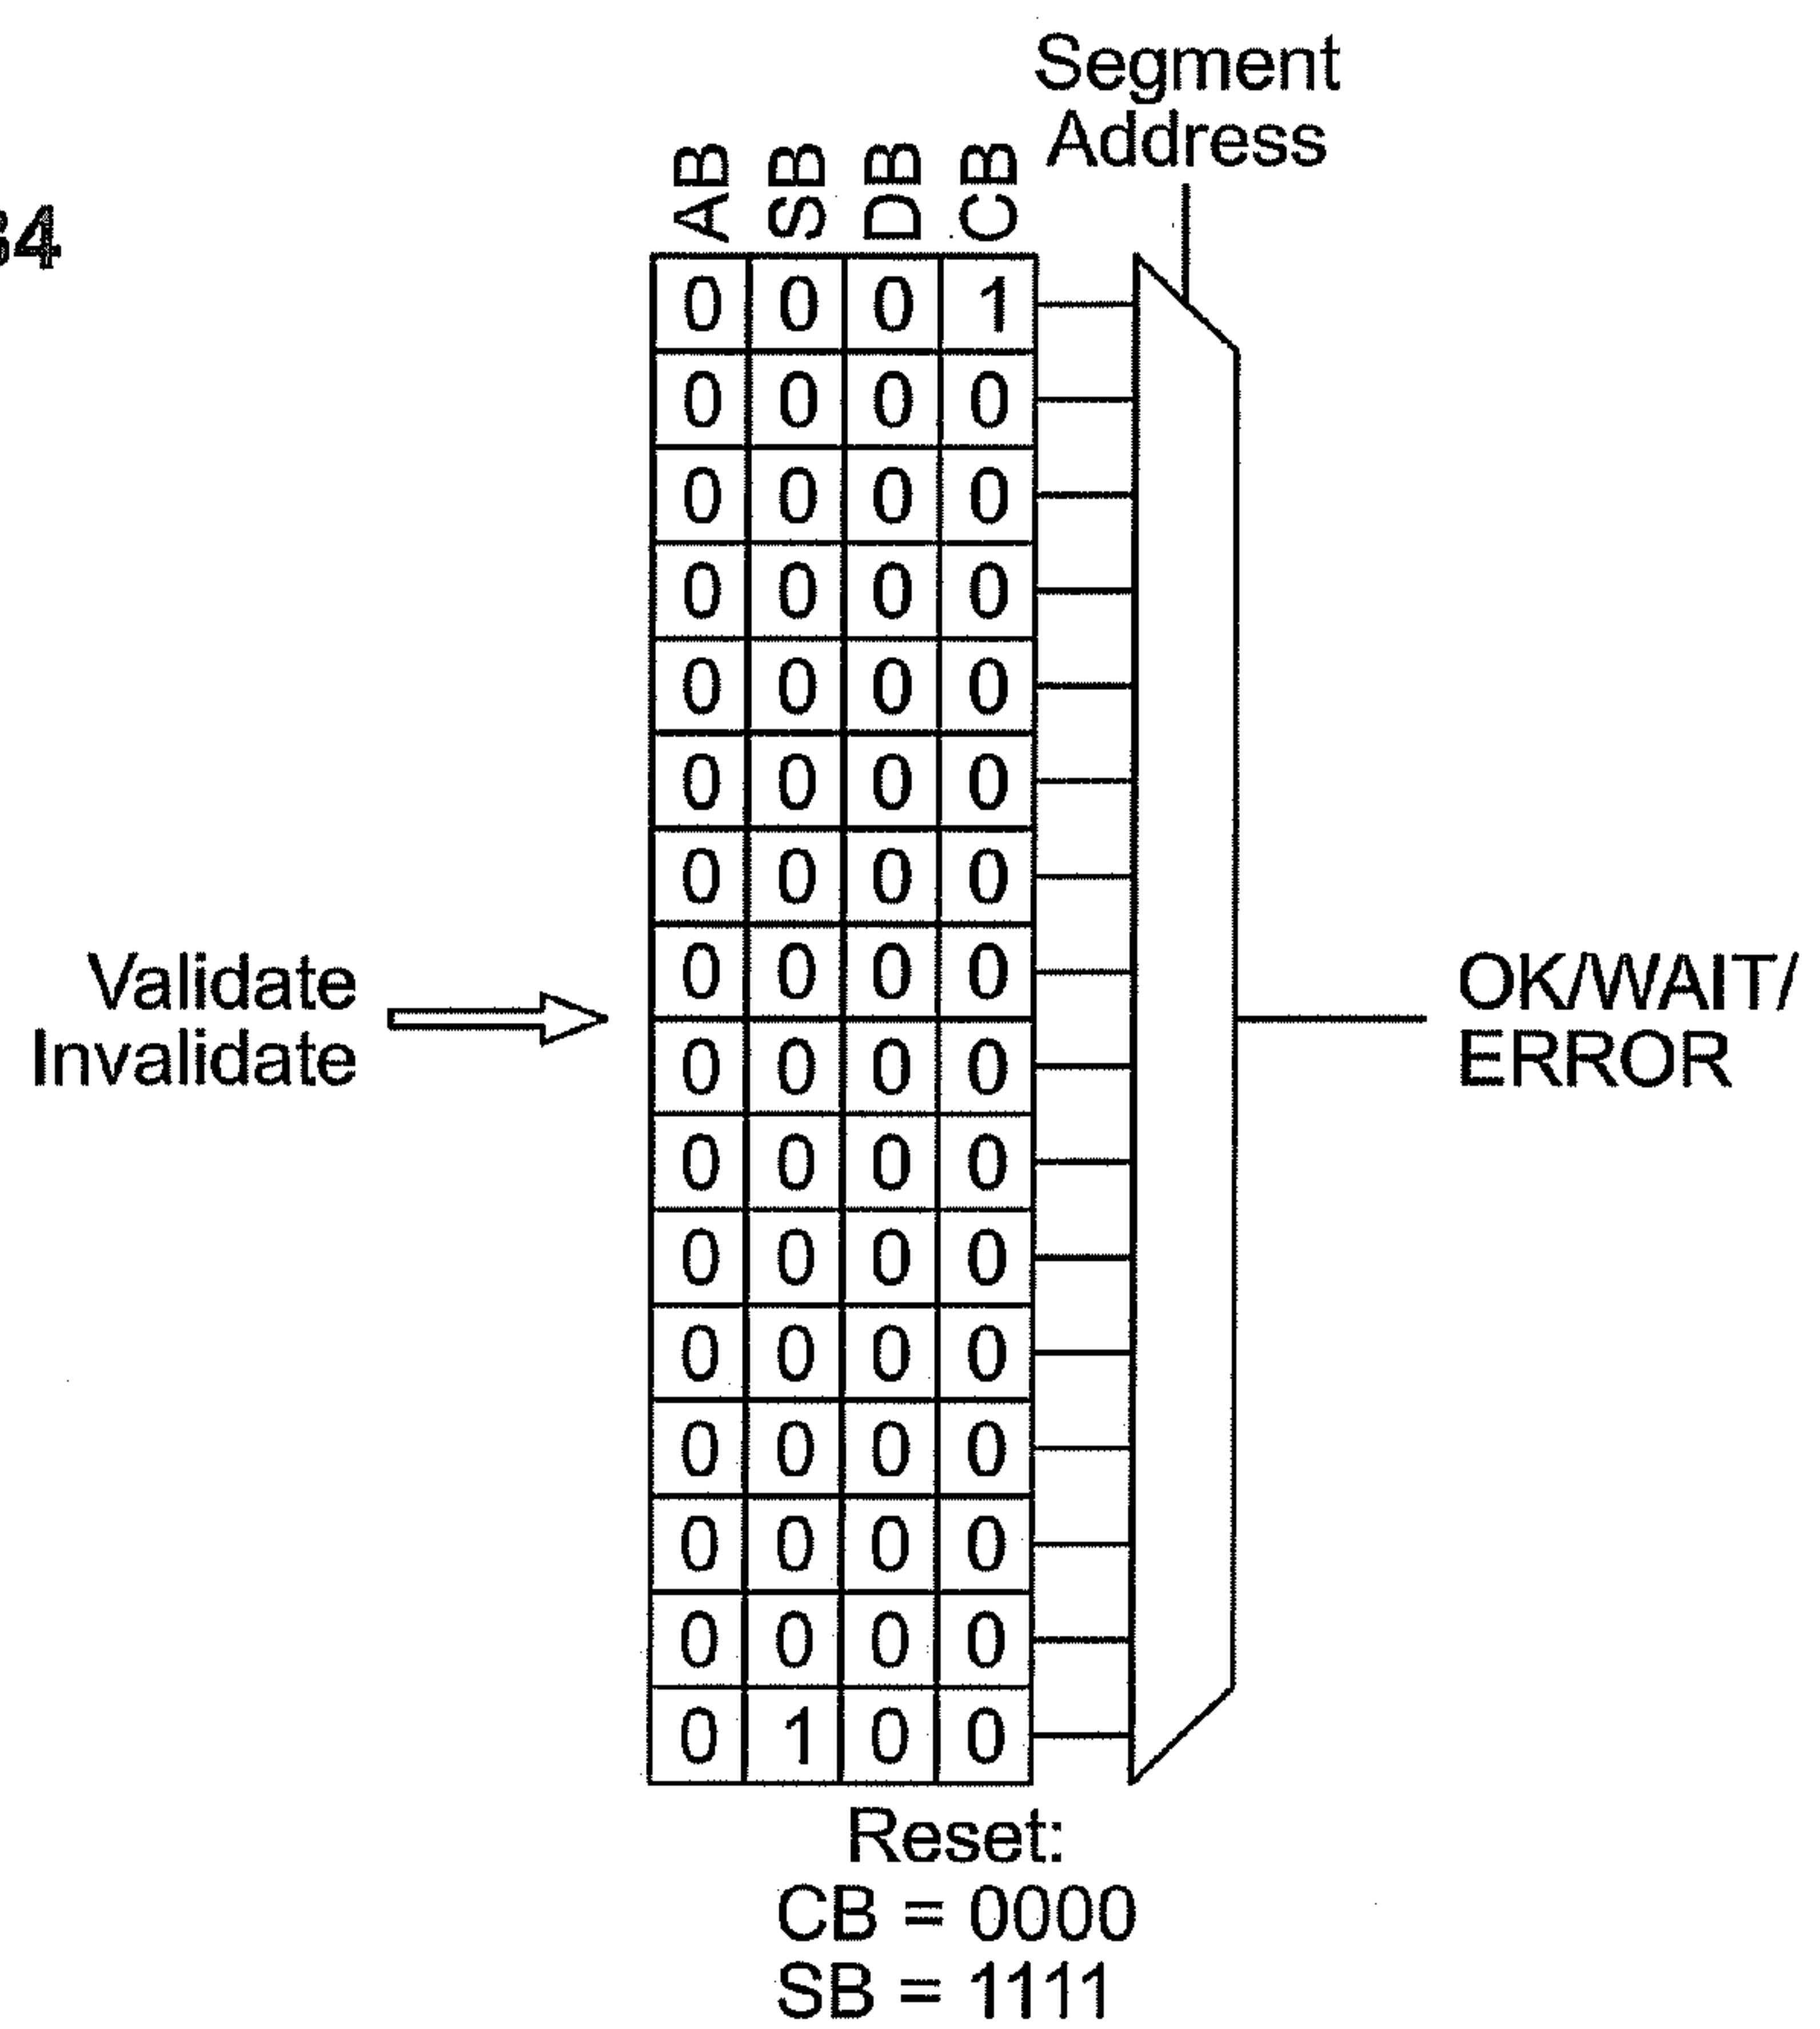 Segment
Address
34
AB SB DB CB
0 0 0 1
0 0 0 0
0 0 0 0
0 0 0 0
0 0 0 0
0 0 0 0
0 0 0 0
0 0 0 0
0 0 0 0
0 0 0 0
0 0 0 0
0 0 0 0
0 0 0 0
0 0 0 0
0 0 0 0
0 1 0 0
Validate
Invalidate
OK/WAIT/
ERROR
Reset:
CB = 0000
SB = 1111